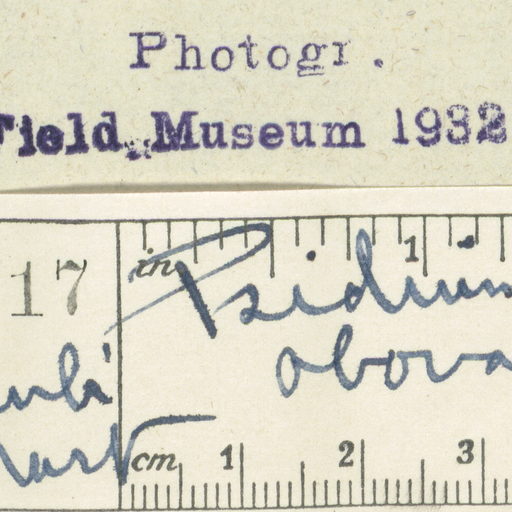 Photogr.
Field Museum 1932
in 1
17 Psidium
obova
cm 1 2 3